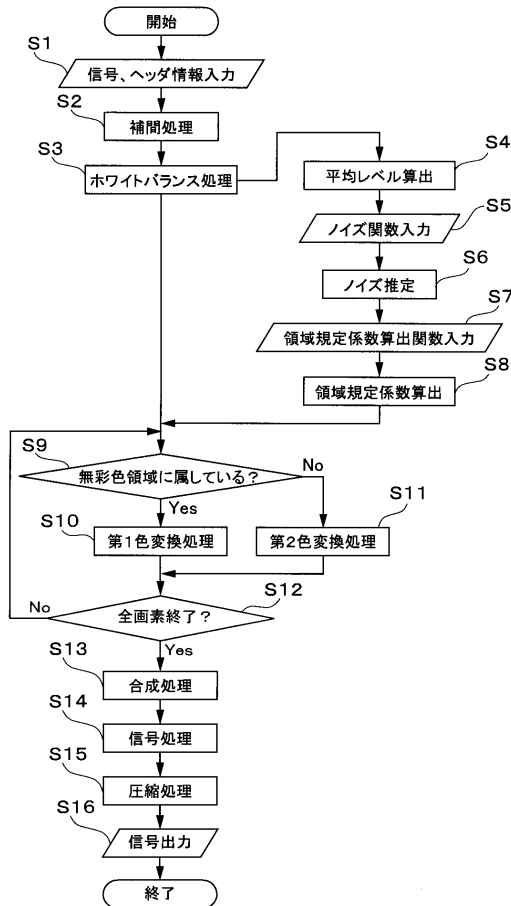 開始
S1
信号、ヘッダ情報入力
S2
補間処理
S3
ホワイトバランス処理
S4
平均レベル算出
S5
ノイズ関数入力
S6
ノイズ推定
S7
領域規定係数算出関数入力
S8
領域規定係数算出
S9
無彩色領域に属している?
No
Yes
S10
第1色変換処理
S11
第2色変換処理
S12
全画素終了?
No
Yes
S13
合成処理
S14
信号処理
S15
圧縮処理
S16
信号出力
終了